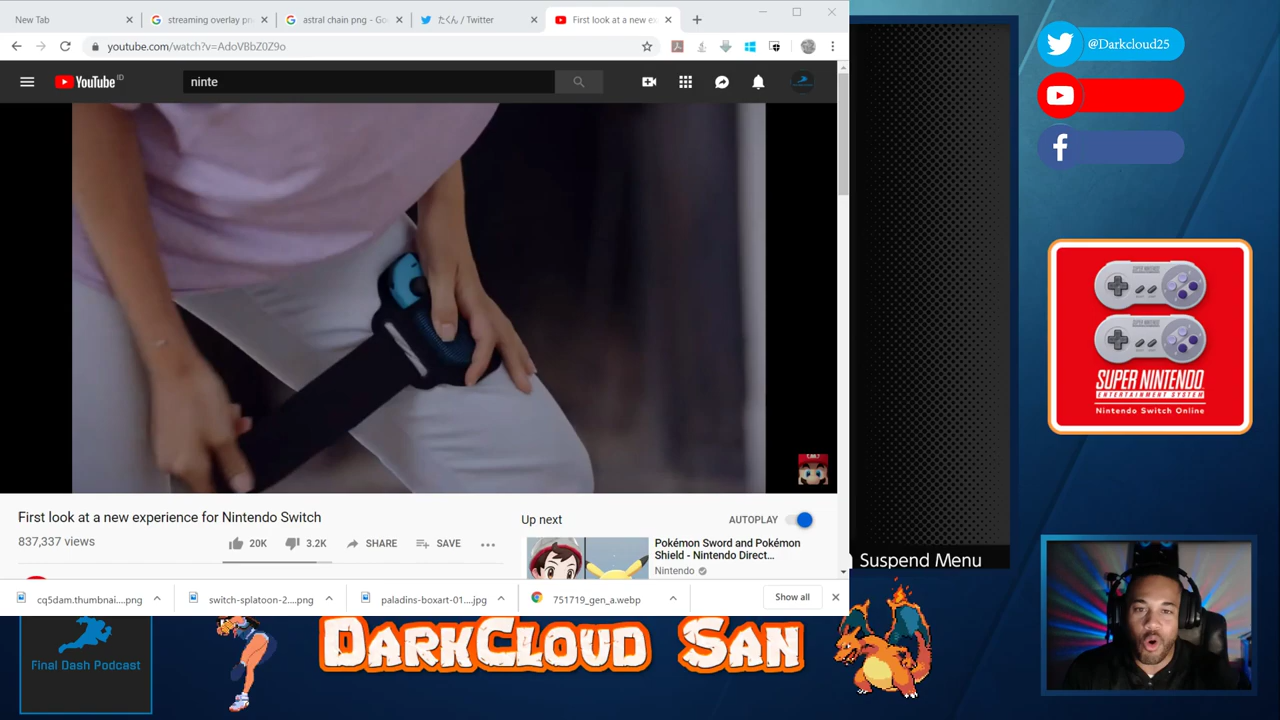 New Tab
streaming overlay pn
astral chain png - Go
たくん / Twitter
First look at a new ex
youtube.com/watch?v=AdoVBbZ0Z9o
YouTube ID
ninte
First look at a new experience for Nintendo Switch
837,337 views
20K
3.2K
SHARE
SAVE
Up next
AUTOPLAY
Pokémon Sword and Pokémon
Shield - Nintendo Direct...
Nintendo
cq5dam.thumbnai....png
switch-splatoon-2....png
paladins-boxart-01....jpg
751719_gen_a.webp
Show all
Suspend Menu
@Darkcloud25
SUPER NINTENDO
ENTERTAINMENT SYSTEM
Nintendo Switch Online
Final Dash Podcast
DarkCloud San